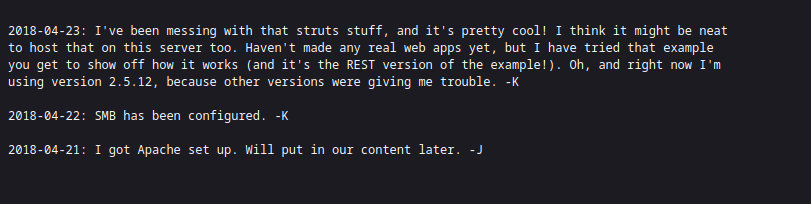 2018-04-23: I've been messing with that struts stuff, and it's pretty cool! I think it might be neat
to host that on this server too. Haven't made any real web apps yet, but I have tried that example
you get to show off how it works (and it's the REST version of the example!). Oh, and right now I'm
using version 2.5.12, because other versions were giving me trouble. -K
2018-04-22: SMB has been configured. -K
2018-04-21: I got Apache set up. Will put in our content later. -J